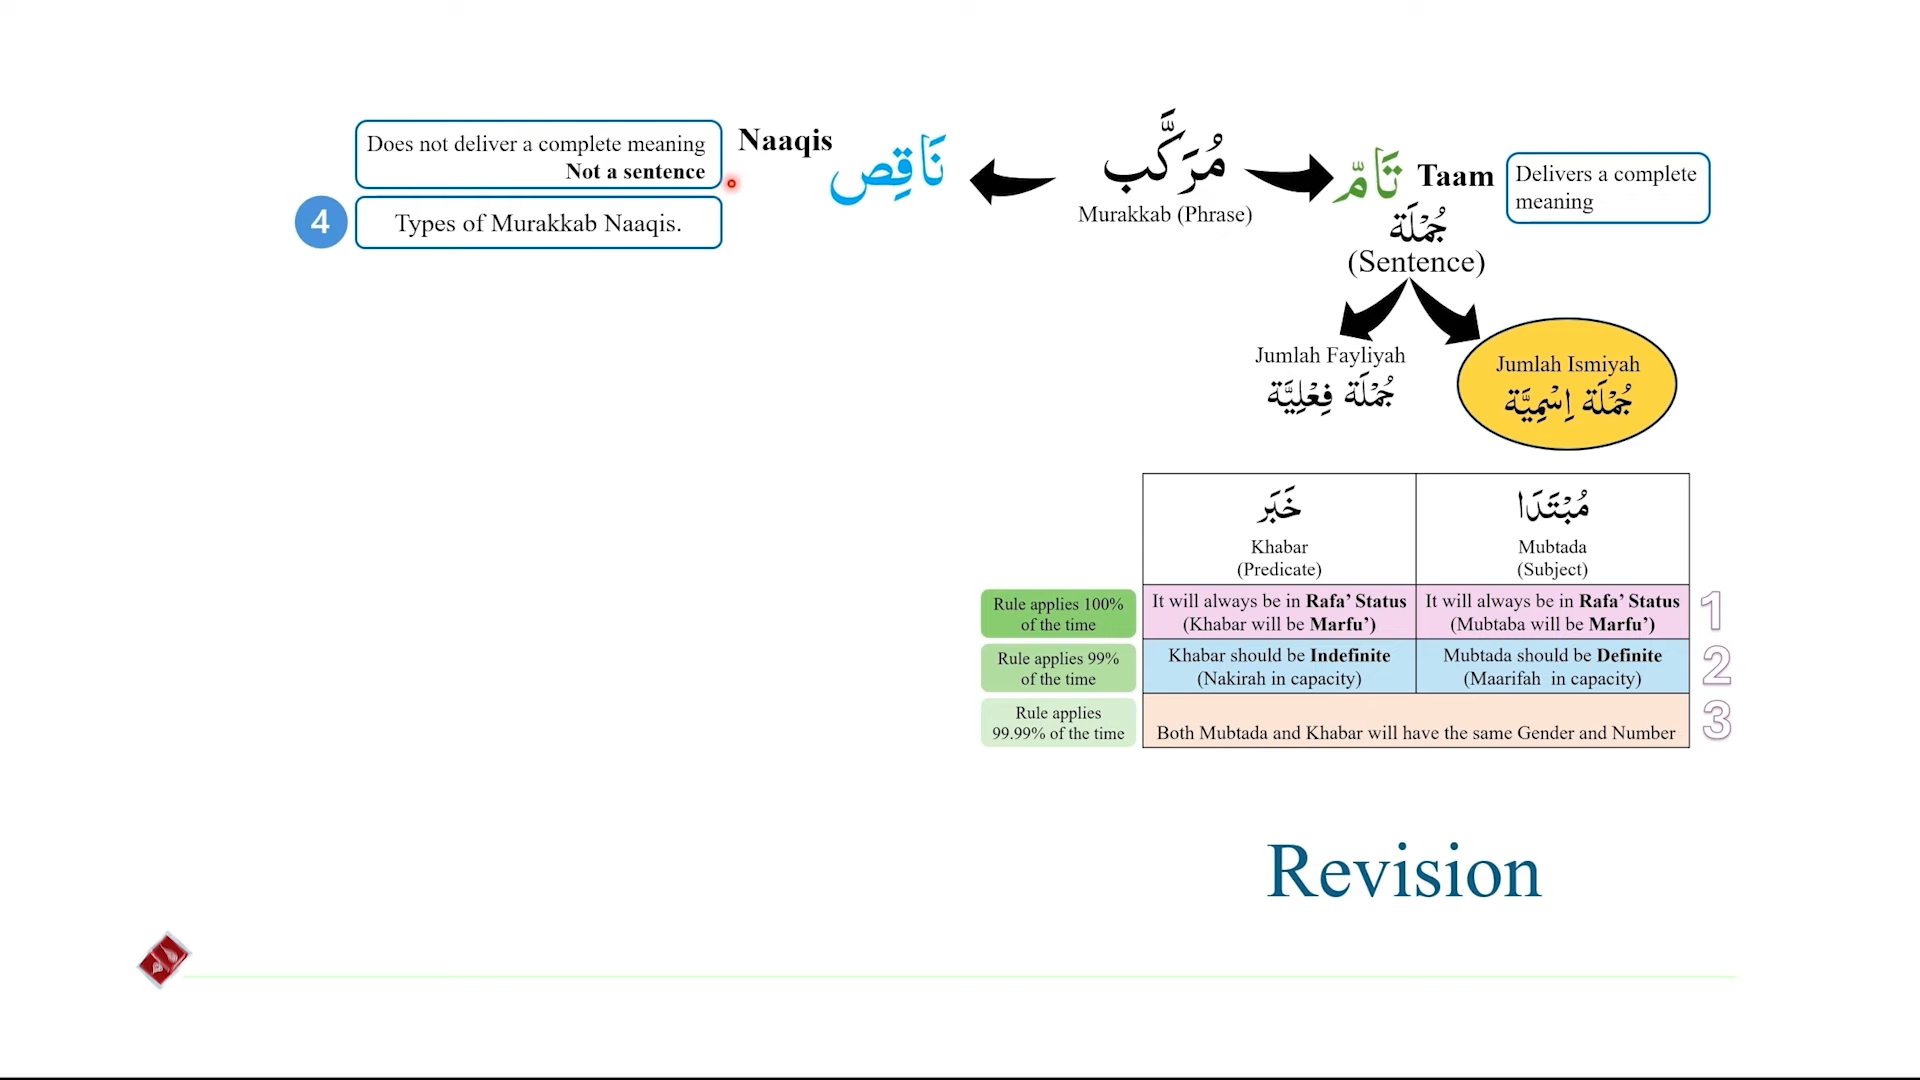 Does not deliver a complete meaning
Not a sentence
Naaqis
نَاقِص
مُرَكَّب
Murakkab (Phrase)
تَامّ
Taam
Delivers a complete
meaning
4
Types of Murakkab Naaqis.
جُمْلَة
(Sentence)
Jumlah Fayliyah
جُمْلَة فِعْلِيَّة
Jumlah Ismiyah
جُمْلَة اِسْمِيَّة
خَبَر
Khabar
(Predicate)
مُبْتَدَا
Mubtada
(Subject)
Rule applies 100%
of the time
It will always be in Rafa’ Status
(Khabar will be Marfu’)
It will always be in Rafa’ Status
(Mubtaba will be Marfu’)
1
Rule applies 99%
of the time
Khabar should be Indefinite
(Nakirah in capacity)
Mubtada should be Definite
(Maarifah in capacity)
2
Rule applies
99.99% of the time
Both Mubtada and Khabar will have the same Gender and Number
3
Revision